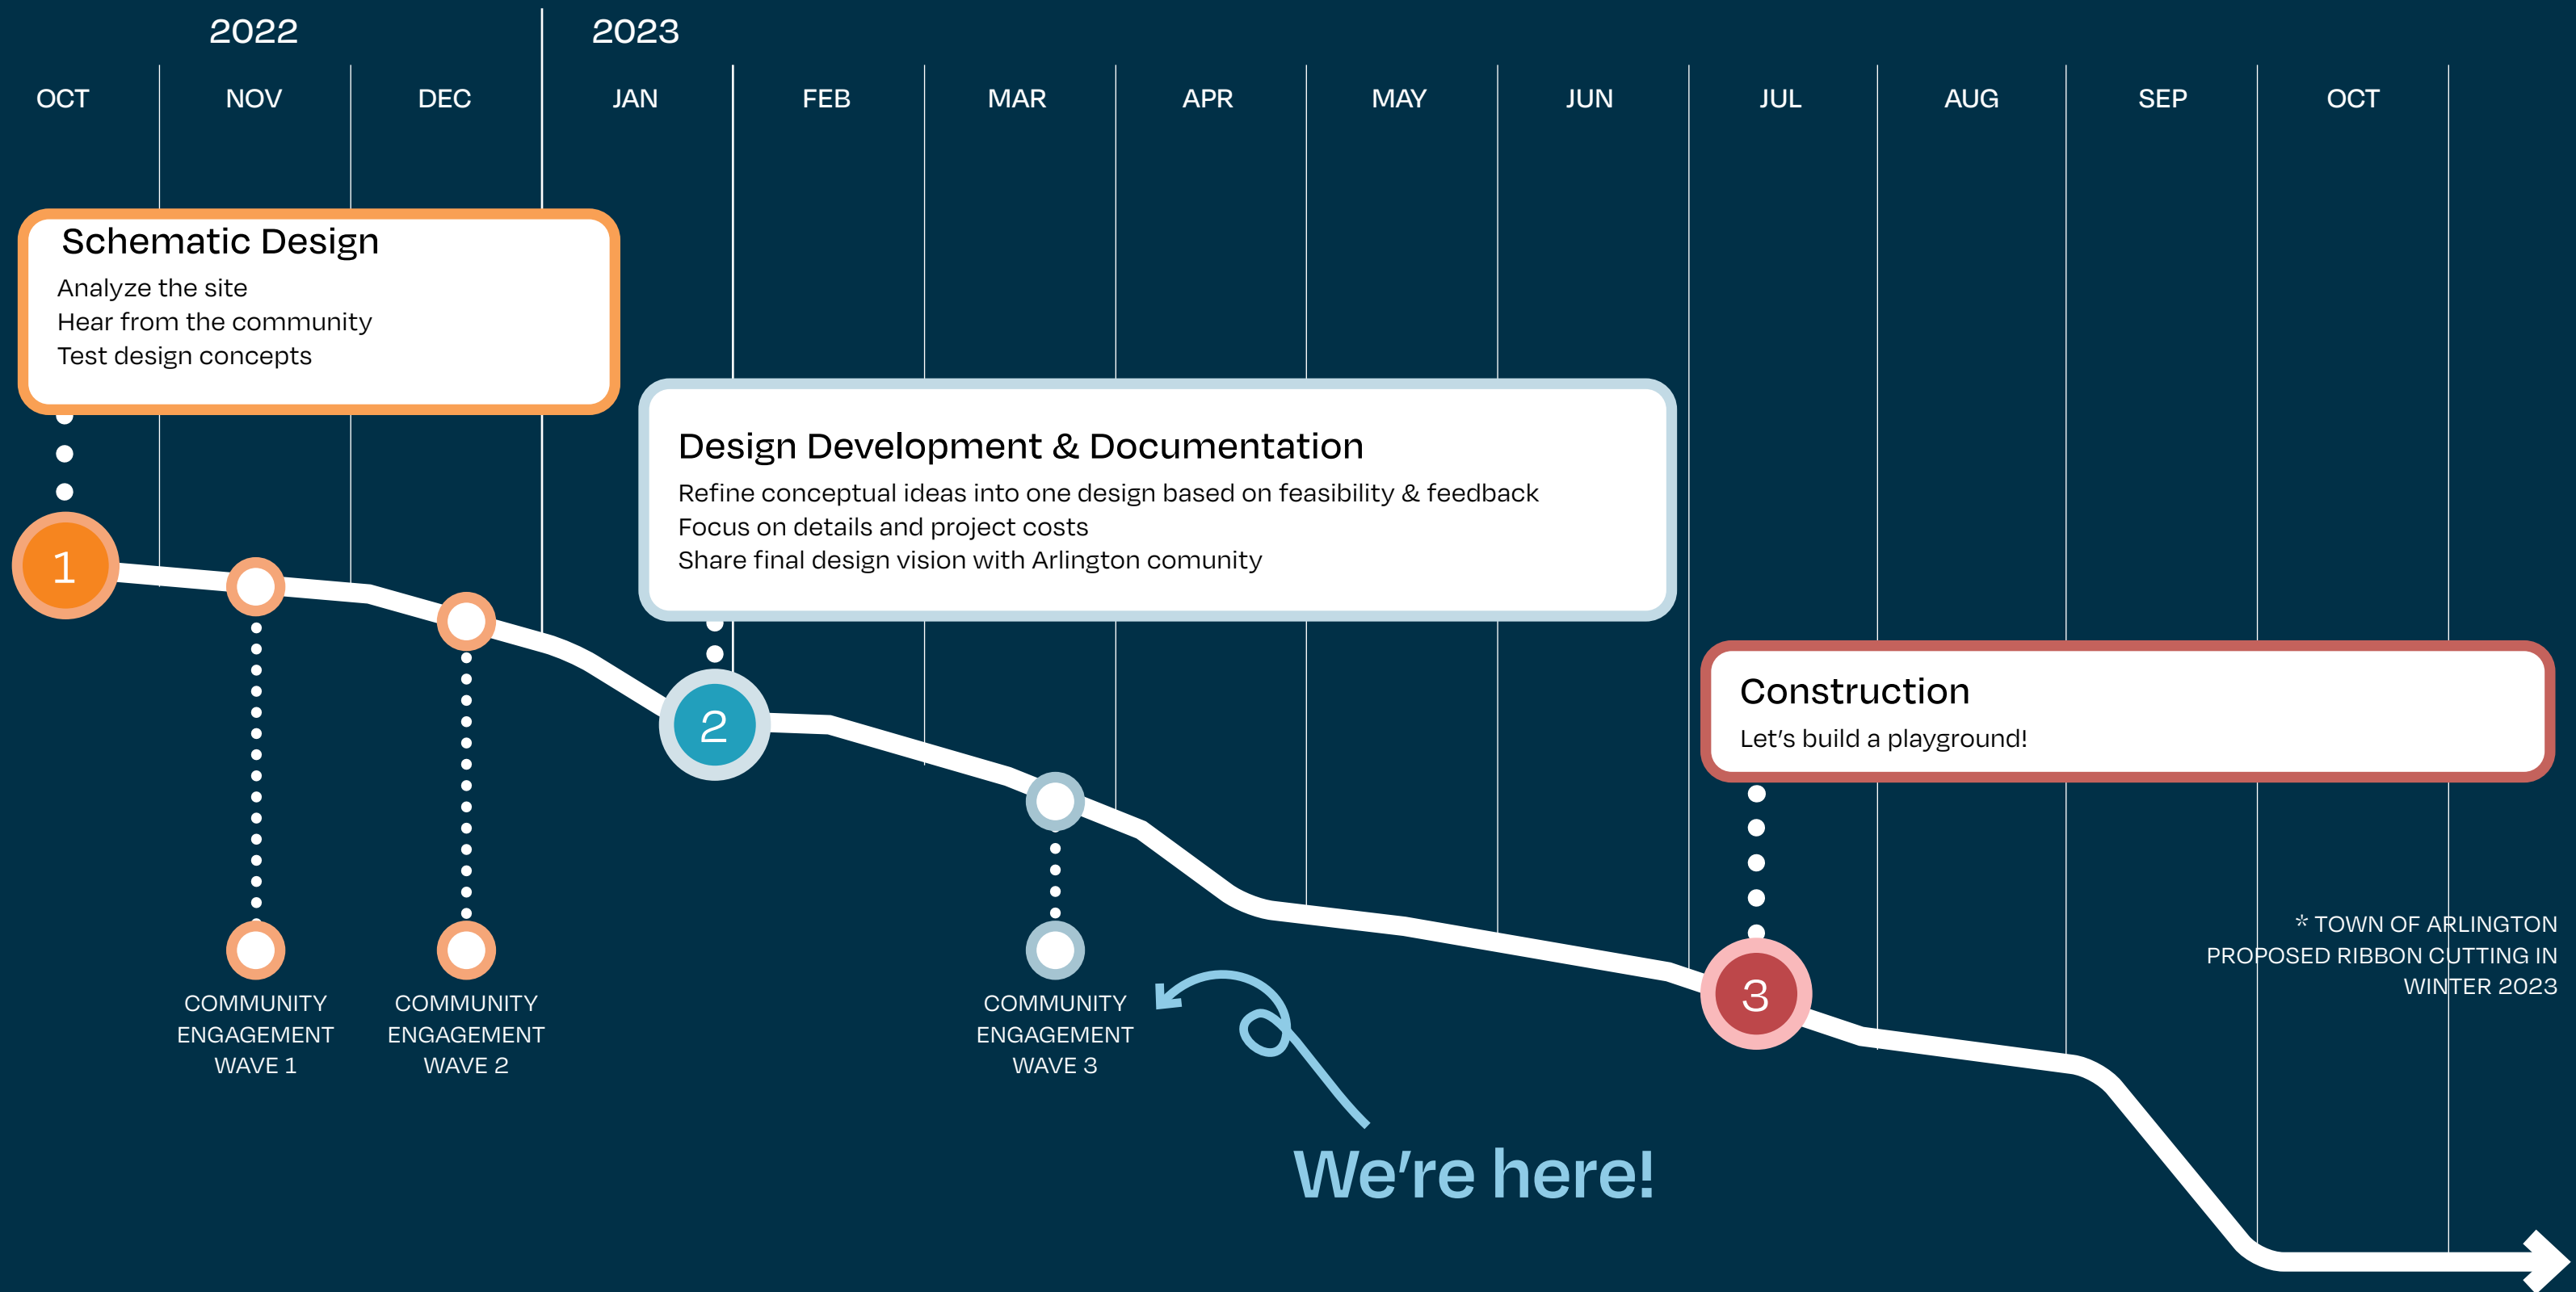 2022
2023
OCT
NOV
DEC
JAN
FEB
MAR
APR
MAY
JUN
JUL
AUG
SEP
OCT
Schematic Design
Analyze the site
Hear from the community
Test design concepts
Design Development & Documentation
Refine conceptual ideas into one design based on feasibility & feedback
Focus on details and project costs
Share final design vision with Arlington comunity
Construction
Let's build a playground!
1
2
3
* TOWN OF ARLINGTON
PROPOSED RIBBON CUTTING IN
WINTER 2023
COMMUNITY
ENGAGEMENT
WAVE 1
COMMUNITY
ENGAGEMENT
WAVE 2
COMMUNITY
ENGAGEMENT
WAVE 3
We're here!